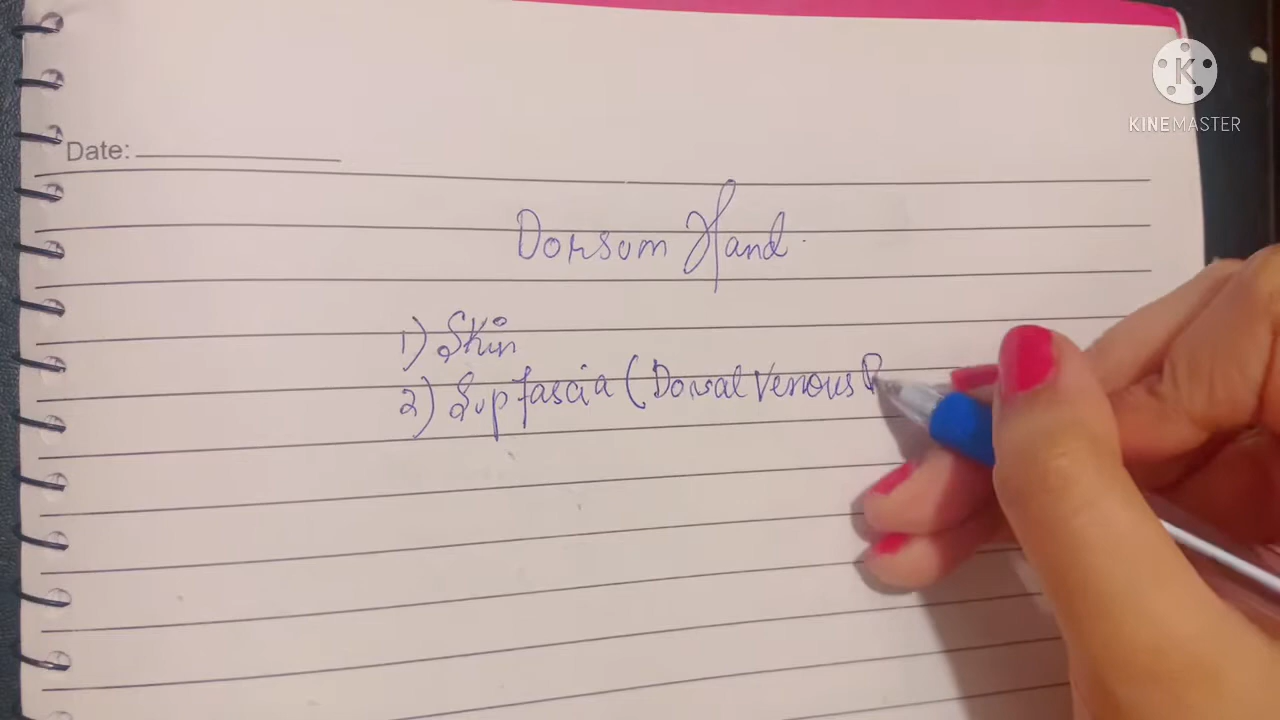 K
KINEMASTER
Date:
Dorsum Hand.
1) Skin
2) Sup fascia (Dorsal Venous P